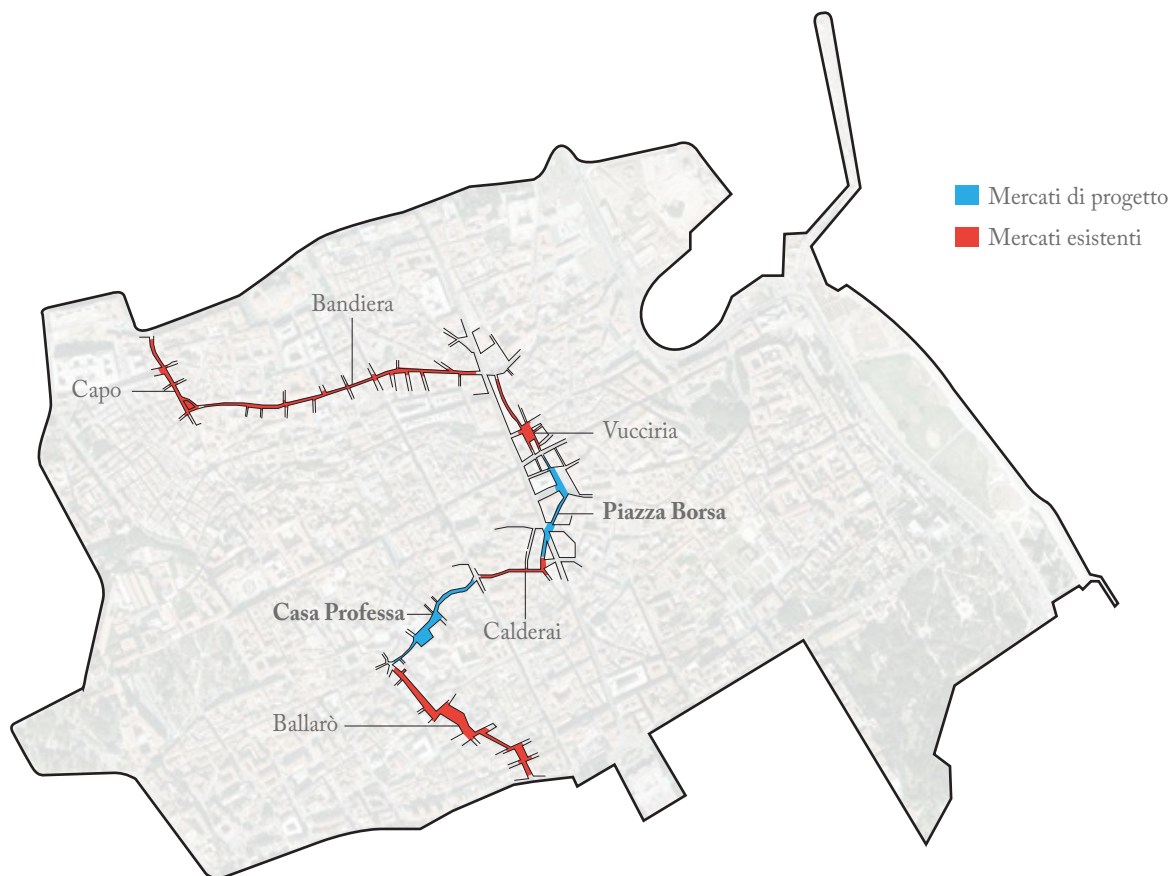 Mercati di progetto
Mercati esistenti
Bandiera
Capo
Vucciria
Piazza Borsa
Casa Professa
Calderai
Ballarò